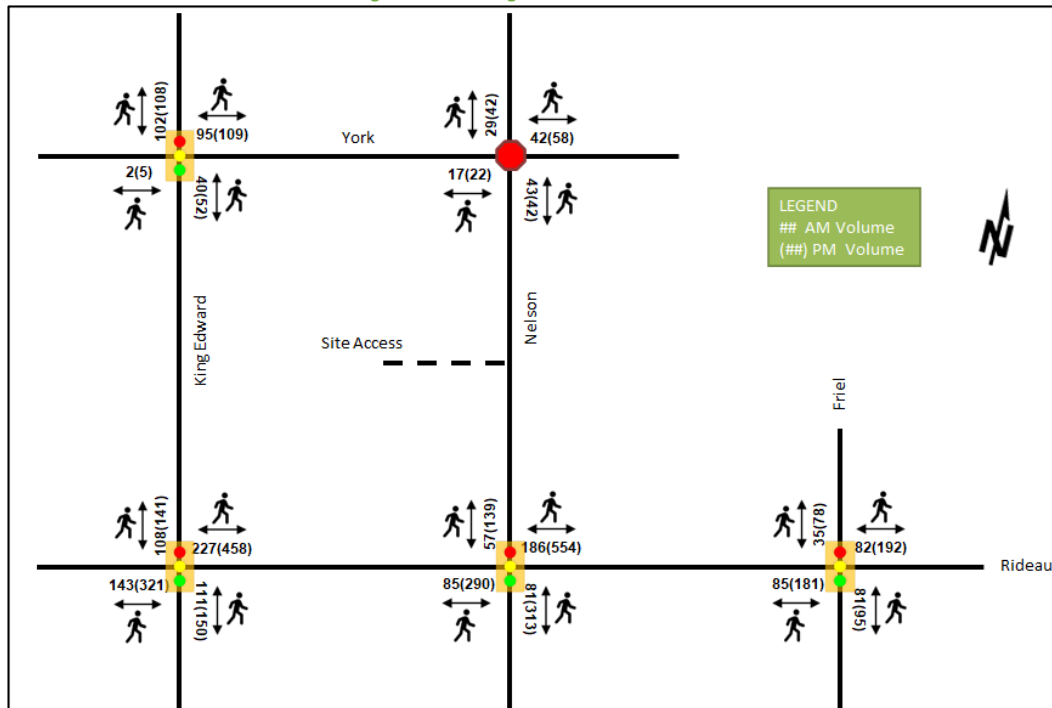 102(108)
95(109)
29(42)
42(58)
York
2(5)
40(52)
17(22)
43(42)
LEGEND
## AM Volume
(##) PM Volume
N
King Edward
Nelson
Site Access
Friel
108(141)
227(458)
57(139)
186(554)
35(78)
82(192)
Rideau
143(321)
111(150)
85(290)
81(313)
85(181)
81(95)